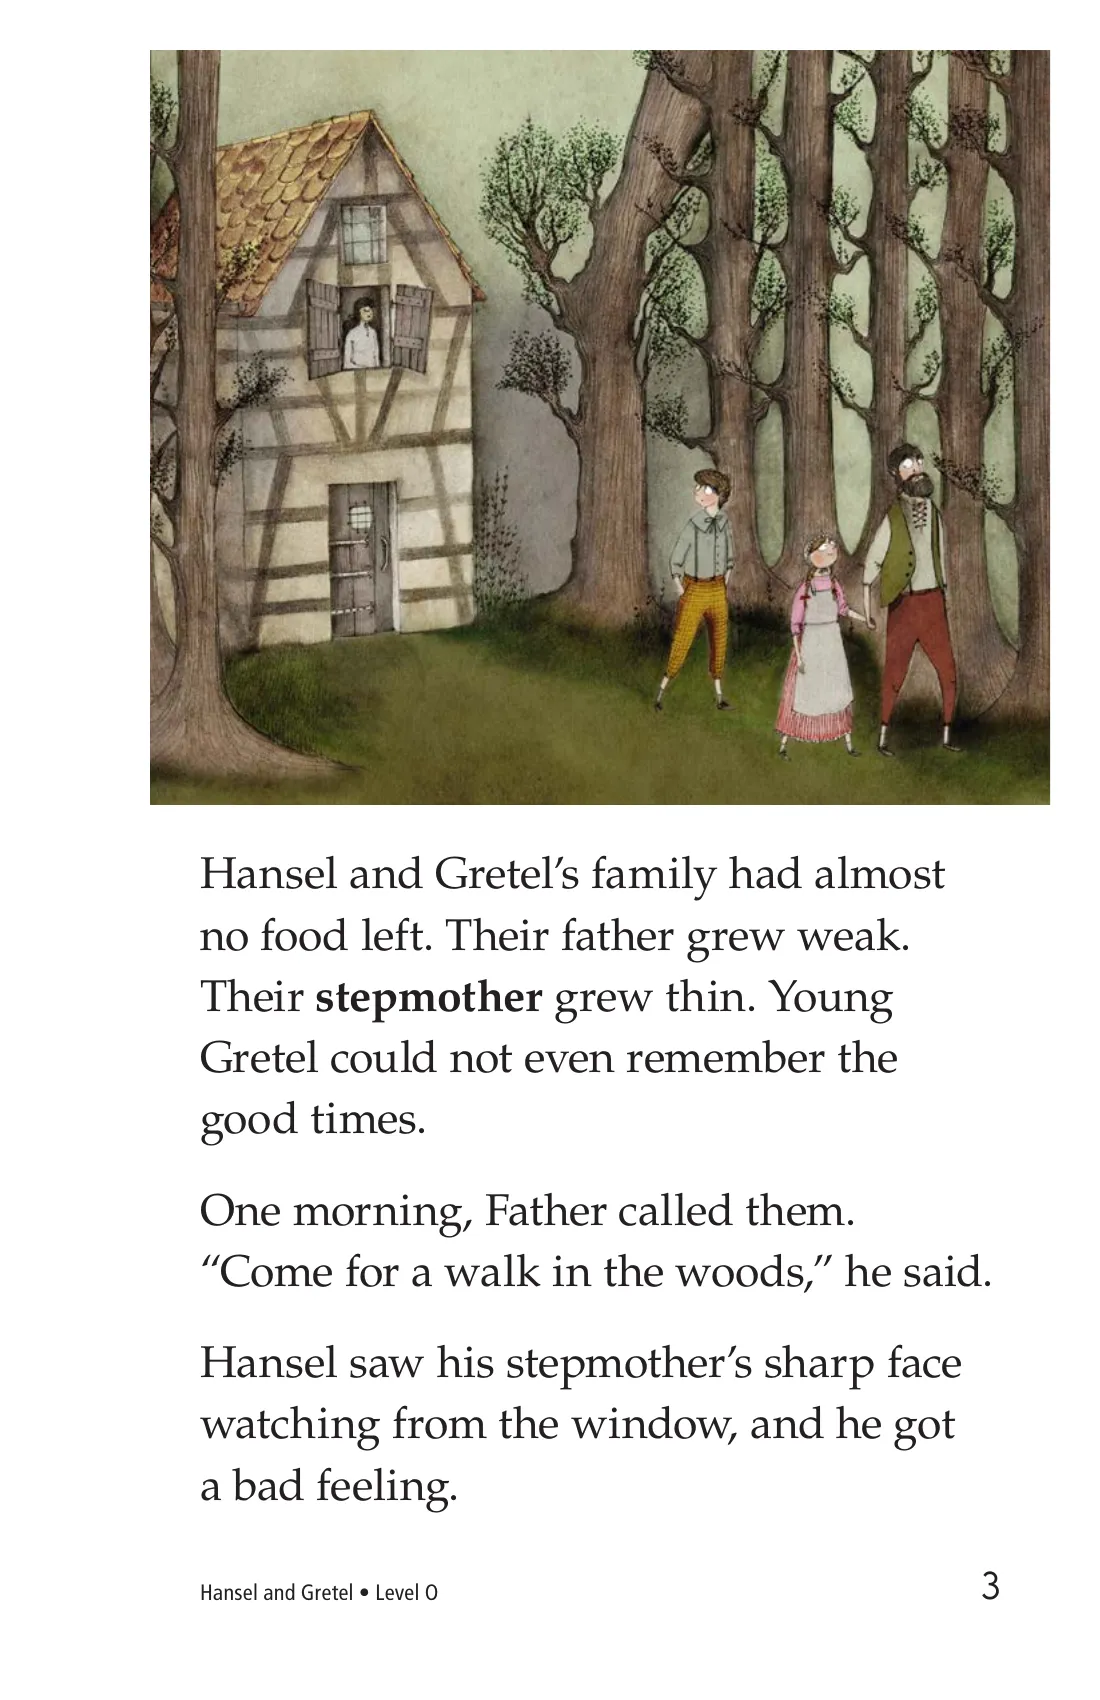 Hansel and Gretel’s family had almost
no food left. Their father grew weak.
Their stepmother grew thin. Young
Gretel could not even remember the
good times.
One morning, Father called them.
“Come for a walk in the woods,” he said.
Hansel saw his stepmother’s sharp face
watching from the window, and he got
a bad feeling.
Hansel and Gretel • Level O
3